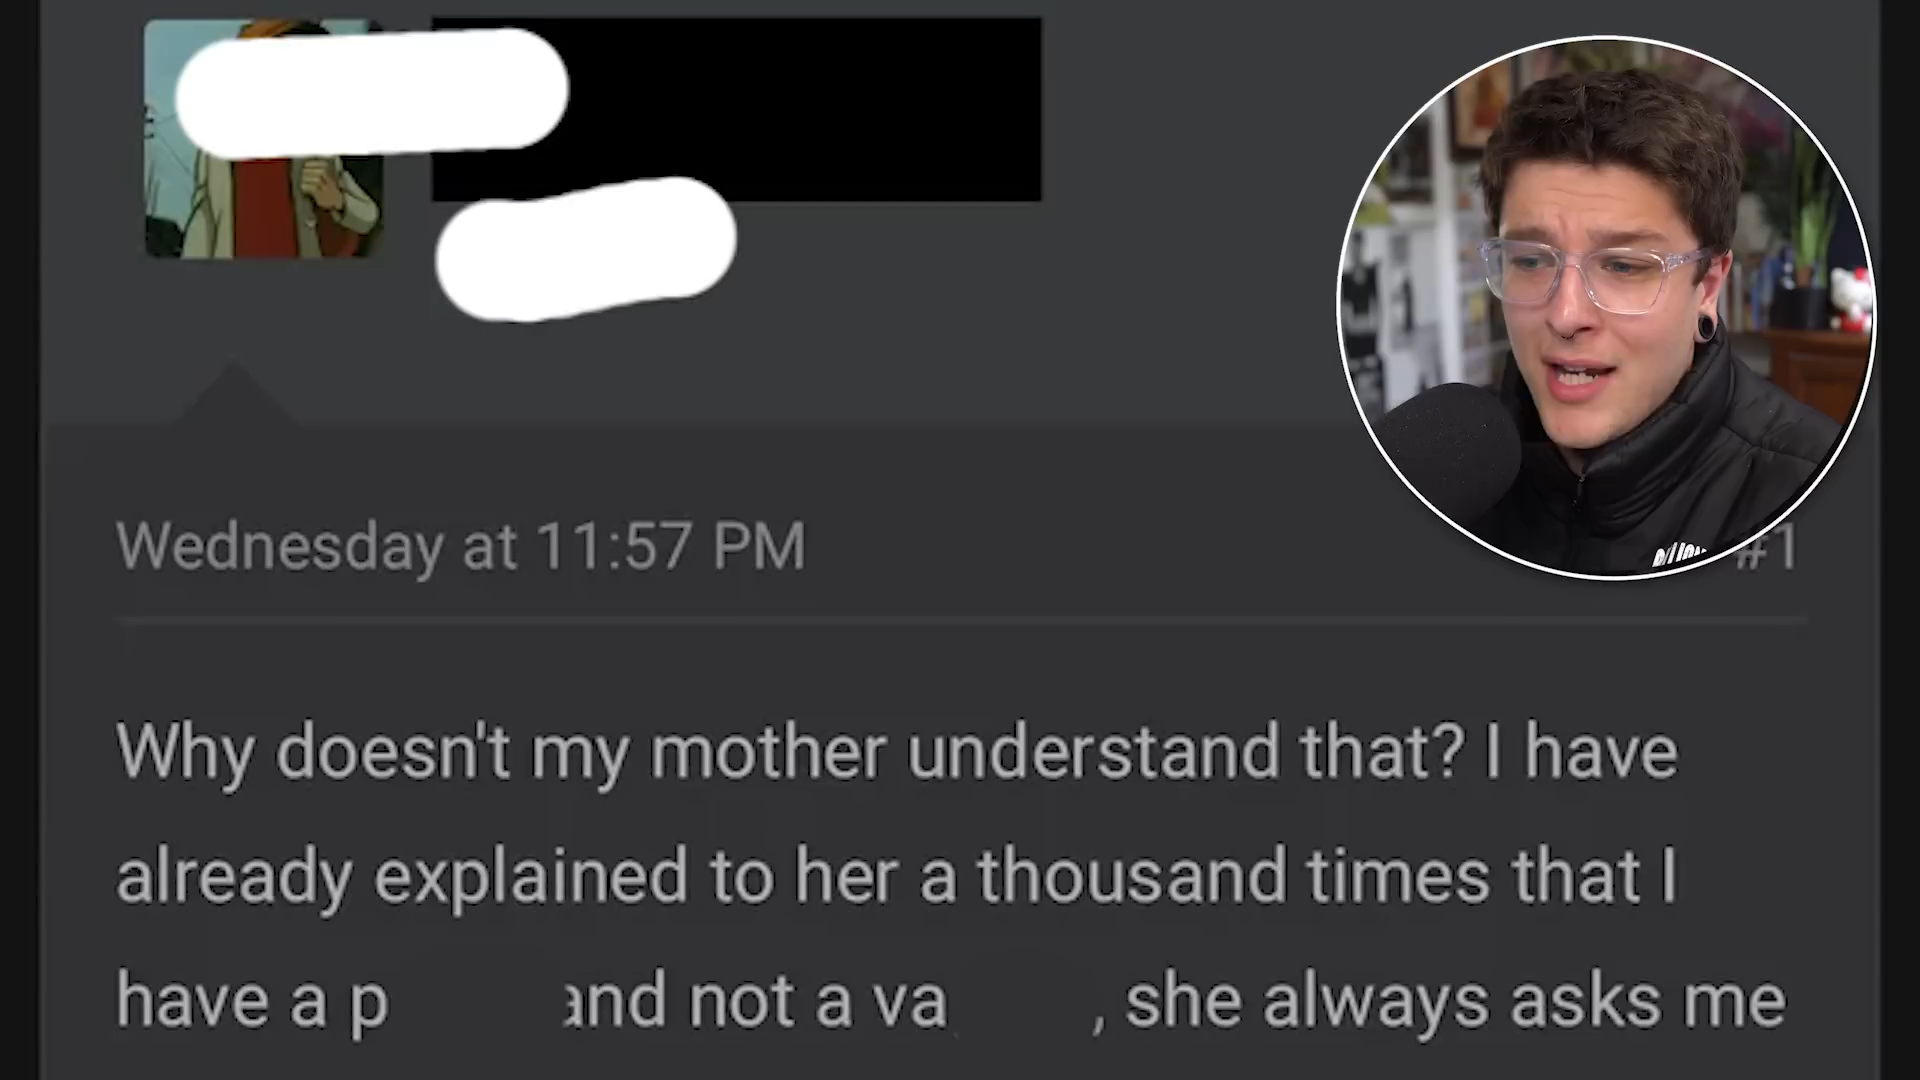 Wednesday at 11:57 PM
#1
Why doesn't my mother understand that? I have
already explained to her a thousand times that I
have a p and not a va , she always asks me